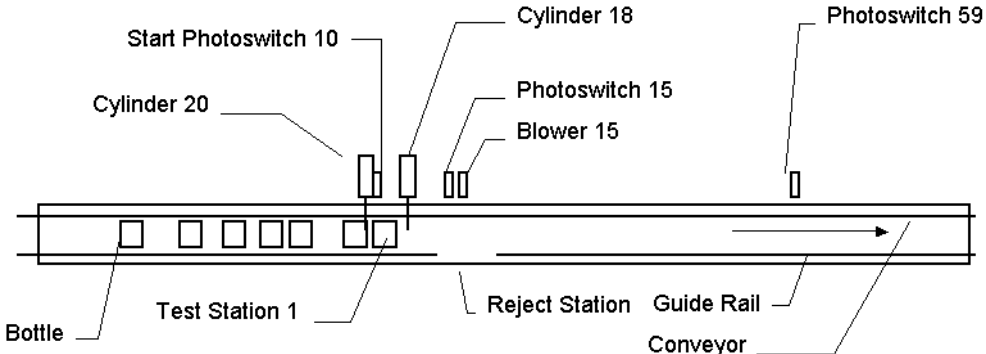 Cylinder 18
Photoswitch 59
Start Photoswitch 10
Cylinder 20
Photoswitch 15
Blower 15
Test Station 1
Reject Station
Guide Rail
Bottle
Conveyor